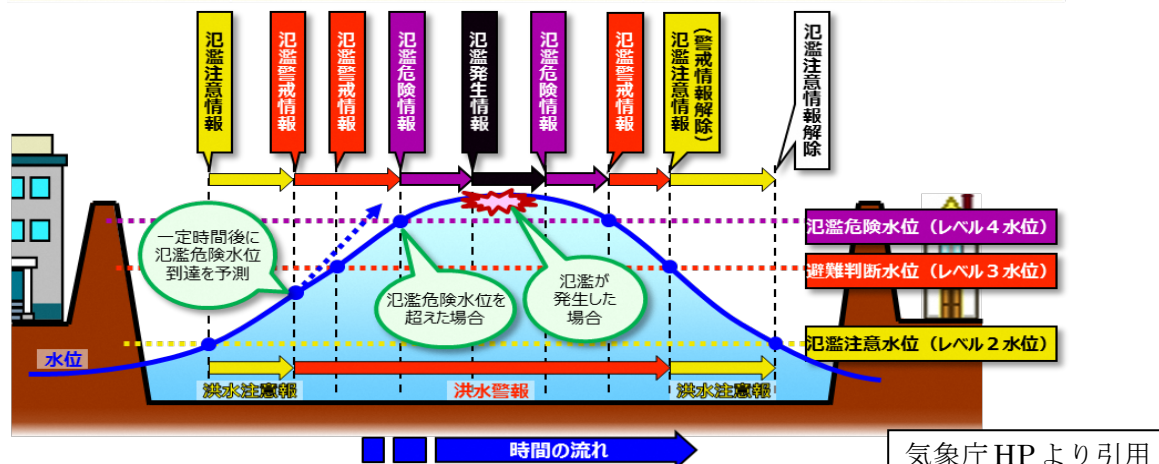 氾濫注意情報
氾濫警戒情報
氾濫警戒情報
氾濫危険情報
氾濫発生情報
氾濫危険情報
氾濫警戒情報
(警戒情報解除)
氾濫注意情報
氾濫注意情報解除
一定時間後に
氾濫危険水位
到達を予測
氾濫危険水位を
超えた場合
氾濫が
発生した
場合
氾濫危険水位(レベル4水位)
避難判断水位(レベル3水位)
氾濫注意水位(レベル2水位)
水位
洪水注意報
洪水警報
洪水注意報
時間の流れ
気象庁HPより引用